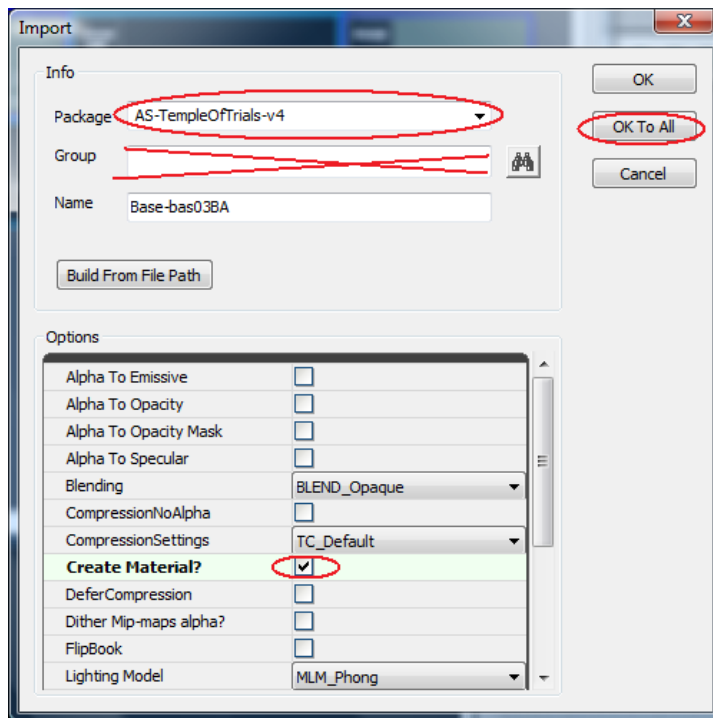 Import
Info
OK
Package AS-TempleOfTrials-v4
OK To All
Group
Cancel
Name Base-bas03BA
Build From File Path
Options
Alpha To Emissive
Alpha To Opacity
Alpha To Opacity Mask
Alpha To Specular
Blending BLEND_Opaque
CompressionNoAlpha
CompressionSettings TC_Default
Create Material?
DeferCompression
Dither Mip-maps alpha?
FlipBook
Lighting Model MLM_Phong